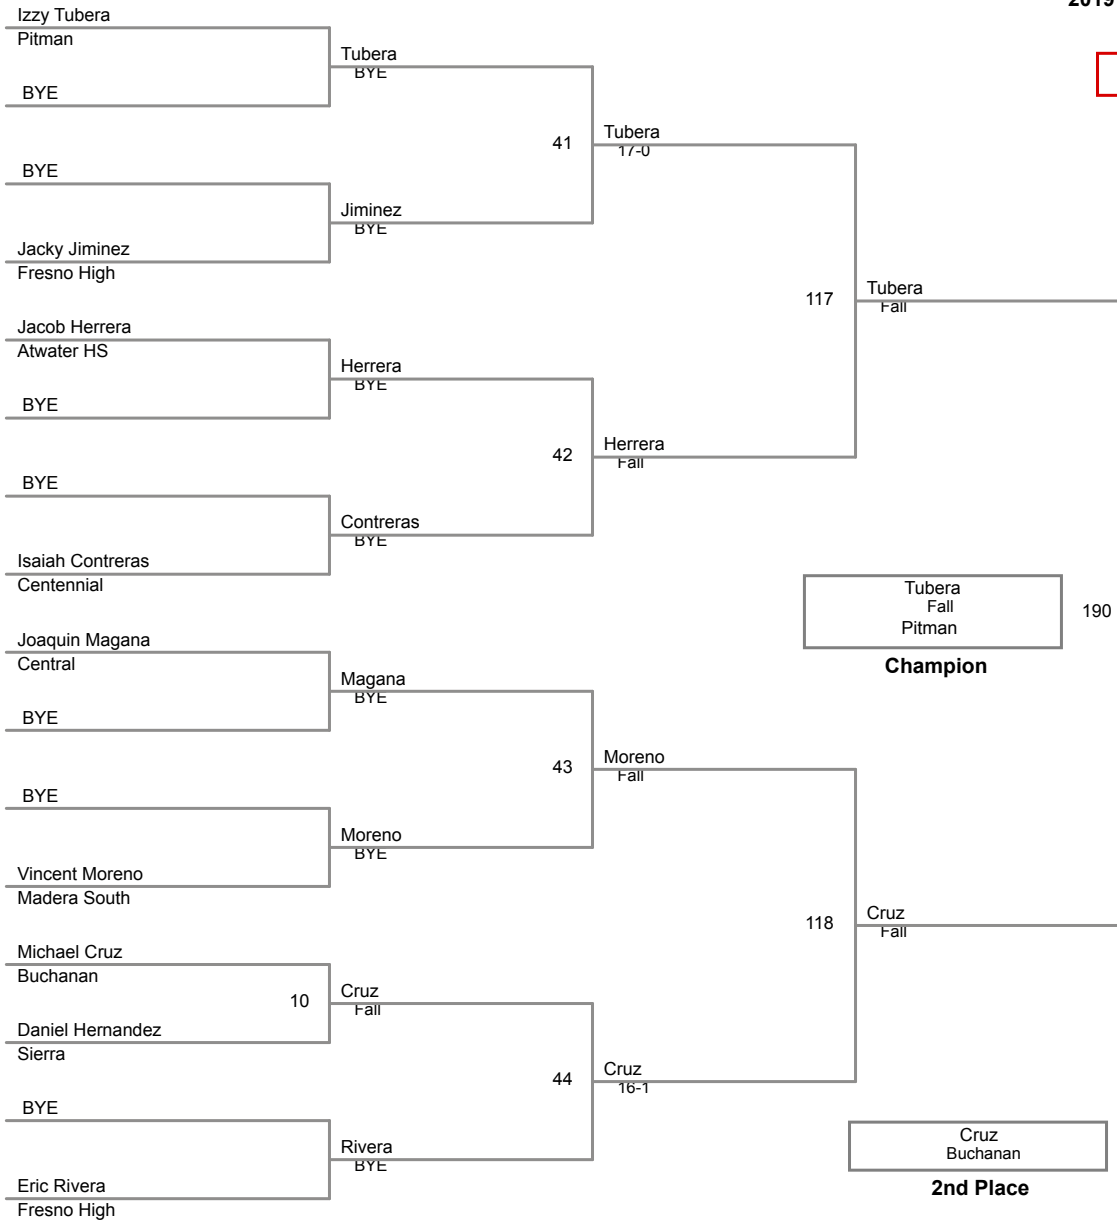 2019
Izzy Tubera
Pitman
BYE
BYE
Jacky Jiminez
Fresno High
Jacob Herrera
Atwater HS
BYE
BYE
Isaiah Contreras
Centennial
Joaquin Magana
Central
BYE
BYE
Vincent Moreno
Madera South
Michael Cruz
Buchanan
10
Daniel Hernandez
Sierra
BYE
Eric Rivera
Fresno High
Tubera
BYE
41
Jiminez
BYE
Herrera
BYE
42
Contreras
BYE
Magana
BYE
43
Moreno
BYE
Cruz
Fall
44
Rivera
BYE
Tubera
17-0
117
Herrera
Fall
Moreno
Fall
118
Cruz
16-1
Tubera
Fall
Cruz
Fall
Tubera
Fall
Pitman
190
Champion
Cruz
Buchanan
2nd Place